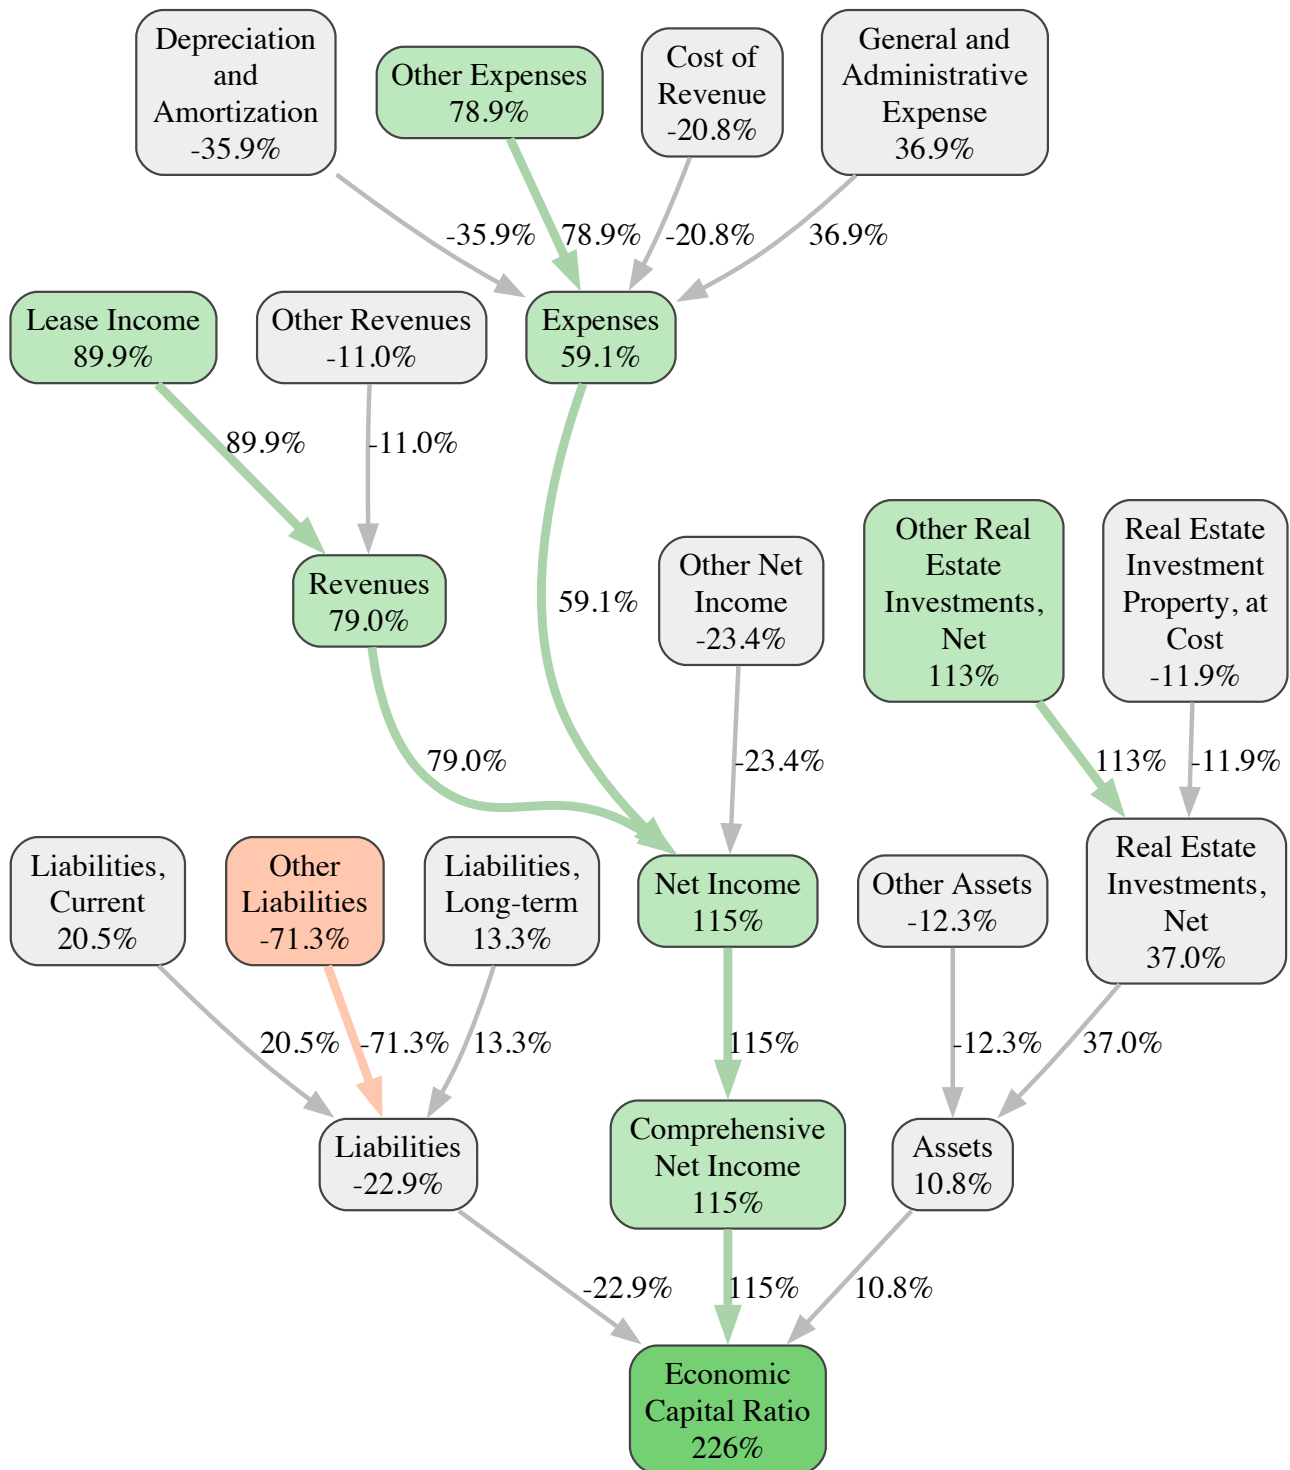 Depreciation
and
Amortization
-35.9%
Other Expenses
78.9%
Cost of
Revenue
-20.8%
General and
Administrative
Expense
36.9%
-35.9%
78.9%
-20.8%
36.9%
Lease Income
89.9%
Other Revenues
-11.0%
Expenses
59.1%
89.9%
-11.0%
Revenues
79.0%
59.1%
Other Net
Income
-23.4%
Other Real
Estate
Investments,
Net
113%
Real Estate
Investment
Property, at
Cost
-11.9%
79.0%
-23.4%
113%
-11.9%
Liabilities,
Current
20.5%
Other
Liabilities
-71.3%
Liabilities,
Long-term
13.3%
Net Income
115%
Other Assets
-12.3%
Real Estate
Investments,
Net
37.0%
20.5%
-71.3%
13.3%
115%
-12.3%
37.0%
Liabilities
-22.9%
Comprehensive
Net Income
115%
Assets
10.8%
-22.9%
115%
10.8%
Economic
Capital Ratio
226%